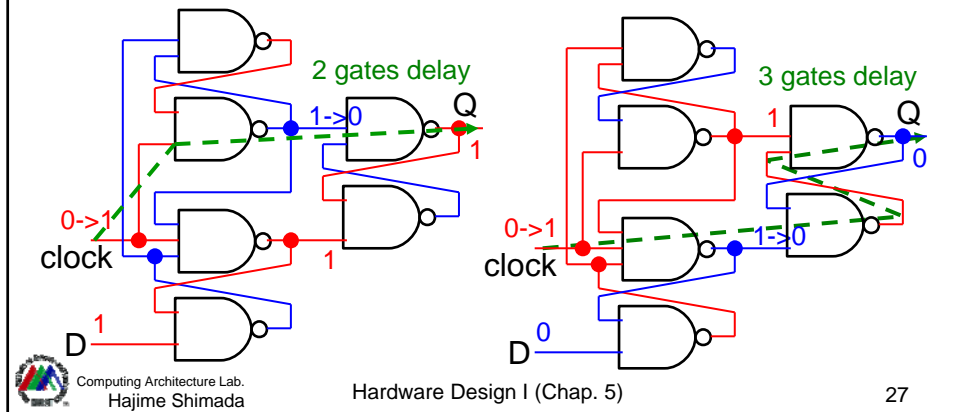 2 gates delay
1->0
Q
1
0->1
clock
1
D
1
3 gates delay
1
Q
0
0->1
clock
1->0
D
0
Computing Architecture Lab.
Hajime Shimada
Hardware Design I (Chap. 5)
27